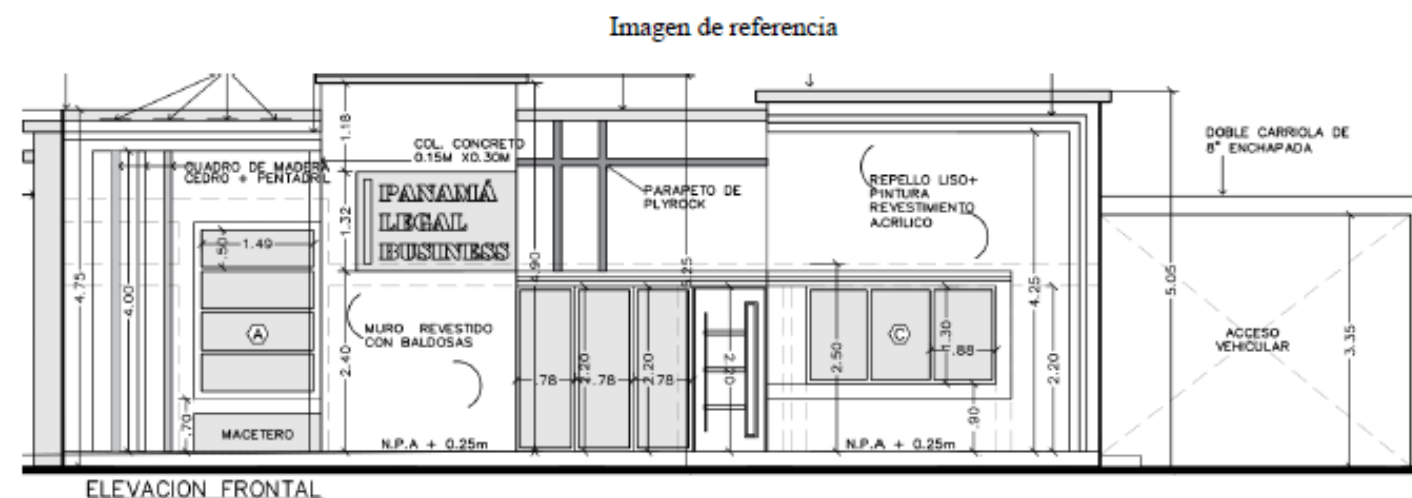 Imagen de referencia
COL. CONCRETO
0.15M X0.30M
QUADRO DE MADERA
CEDRO + PENTADRIL
PANAMÁ
LEGAL
BUSINESS
PARAPETO DE
PLYROCK
REPELLO LISO+
PINTURA
REVESTIMIENTO
ACRÍLICO
DOBLE CARRIOLA DE
8" ENCHAPADA
1.18
1.32
2.40
4.75
4.00
.50
1.49
A
.70
MACETERO
MURO REVESTIDO
CON BALDOSAS
4.90
5.25
.78
.78
.78
2.20
2.20
2.20
2.50
C
1.30
.88
.90
4.25
2.20
5.05
3.35
ACCESO
VEHICULAR
N.P.A + 0.25m
N.P.A + 0.25m
ELEVACION FRONTAL